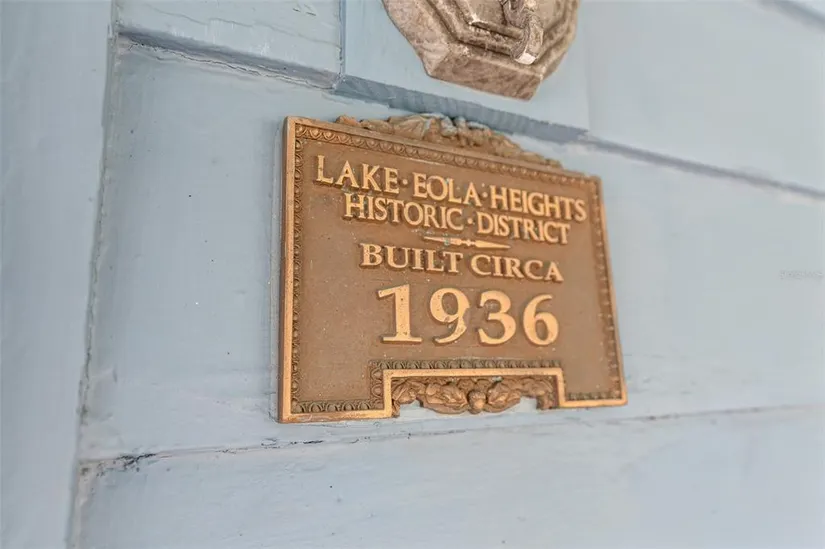 LAKE·EOLA·HEIGHTS
HISTORIC·DISTRICT
BUILT CIRCA
1936